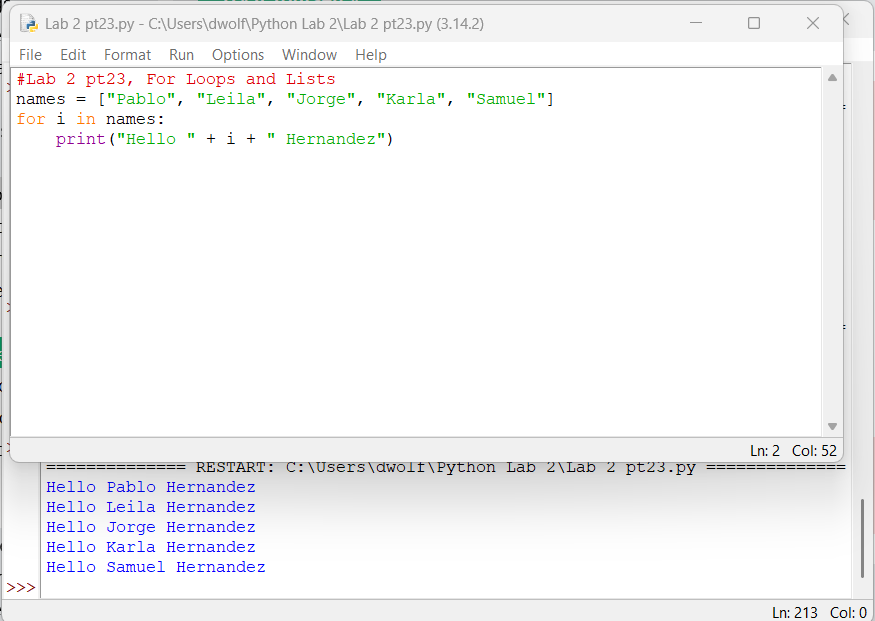 Lab 2 pt23.py - C:\Users\dwolf\Python Lab 2\Lab 2 pt23.py (3.14.2)
File Edit Format Run Options Window Help
#Lab 2 pt23, For Loops and Lists
names = ["Pablo", "Leila", "Jorge", "Karla", "Samuel"]
for i in names:
    print("Hello " + i + " Hernandez")
Ln: 2 Col: 52
============== RESTART: C:\Users\dwolf\Python Lab 2\Lab 2 pt23.py ==============
Hello Pablo Hernandez
Hello Leila Hernandez
Hello Jorge Hernandez
Hello Karla Hernandez
Hello Samuel Hernandez
>>>
Ln: 213 Col: 0